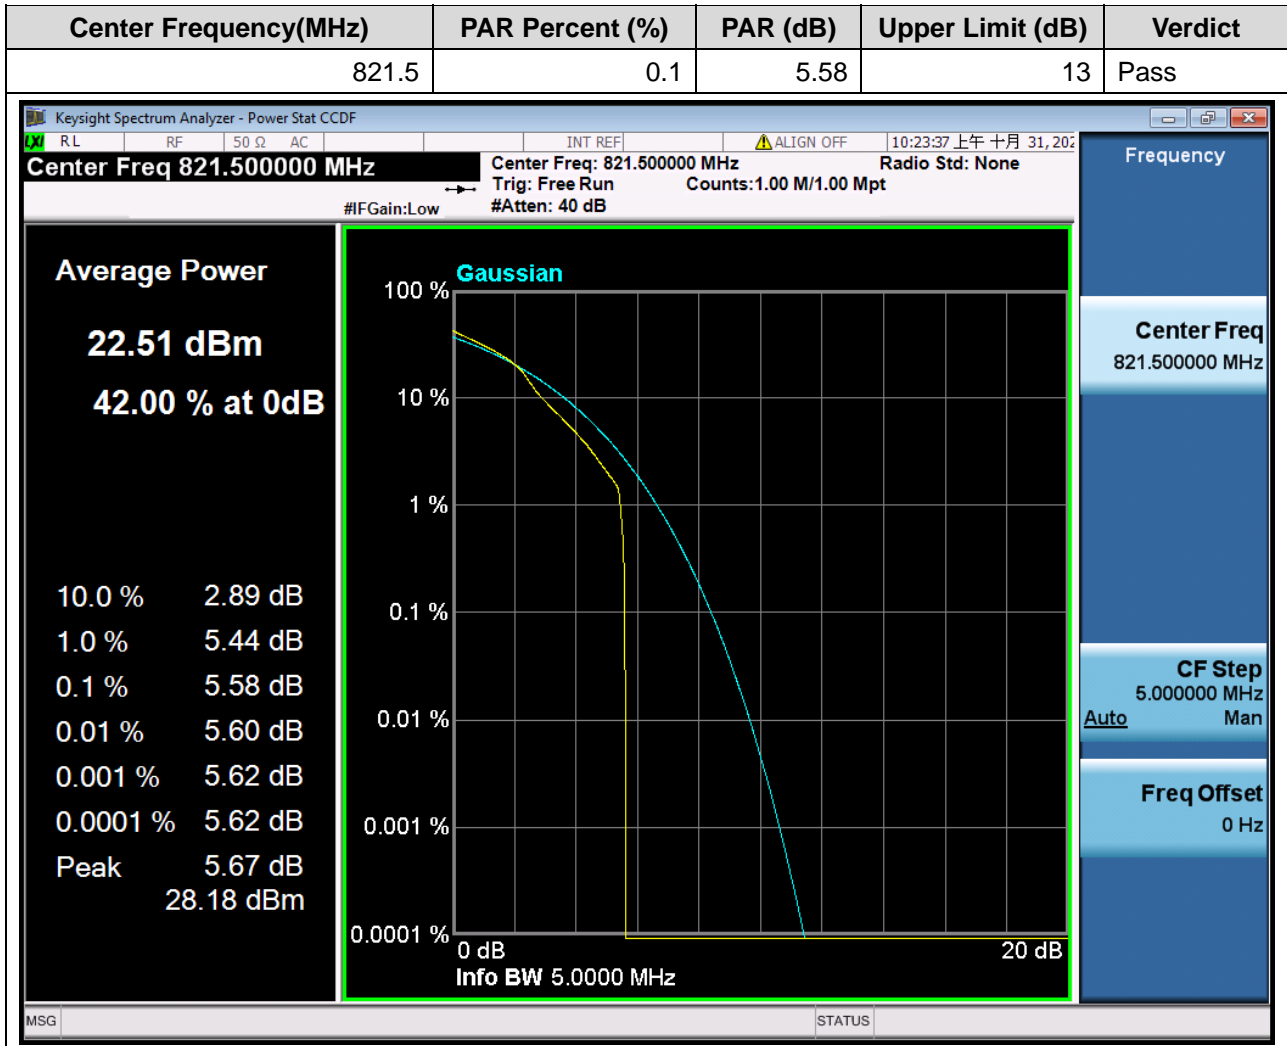 Center Frequency(MHz) PAR Percent (%) PAR (dB) Upper Limit (dB) Verdict
821.5 0.1 5.58 13 Pass
Keysight Spectrum Analyzer - Power Stat CCDF
LXI RL RF 50 Ω AC INT REF ALIGN OFF 10:23:37 上午 十月 31, 202
Center Freq 821.500000 MHz
Center Freq: 821.500000 MHz Radio Std: None
Trig: Free Run Counts:1.00 M/1.00 Mpt
#IFGain:Low #Atten: 40 dB
Average Power
22.51 dBm
42.00 % at 0dB
10.0 % 2.89 dB
1.0 % 5.44 dB
0.1 % 5.58 dB
0.01 % 5.60 dB
0.001 % 5.62 dB
0.0001 % 5.62 dB
Peak 5.67 dB
28.18 dBm
Gaussian
100 %
10 %
1 %
0.1 %
0.01 %
0.001 %
0.0001 %
0 dB 20 dB
Info BW 5.0000 MHz
Frequency
Center Freq
821.500000 MHz
CF Step
5.000000 MHz
Auto Man
Freq Offset
0 Hz
MSG STATUS